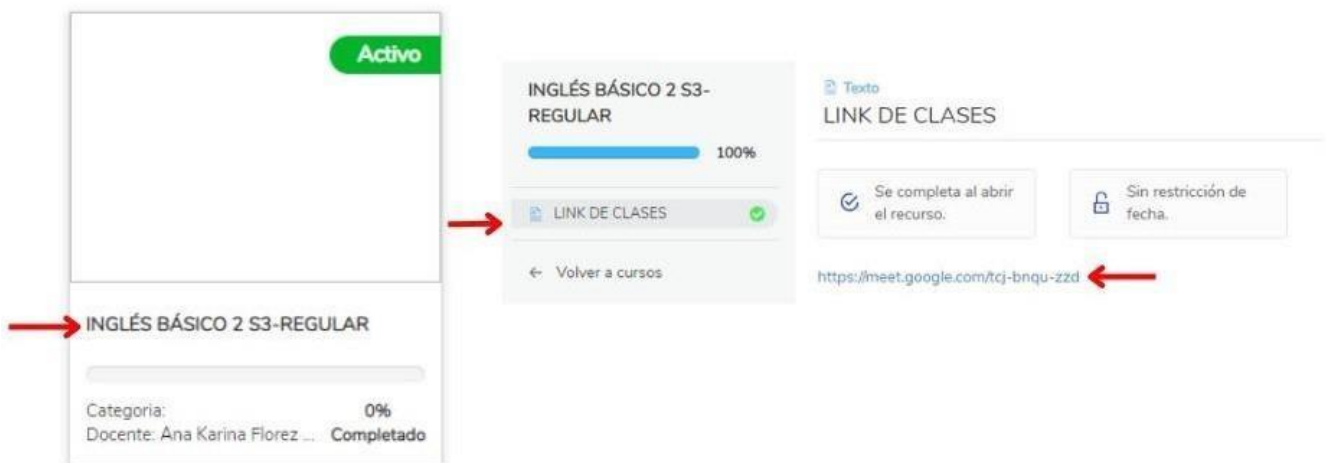 Activo
INGLÉS BÁSICO 2 S3-REGULAR
Categoria: 0%
Docente: Ana Karina Florez ... Completado
INGLÉS BÁSICO 2 S3-
REGULAR
100%
LINK DE CLASES
← Volver a cursos
Texto
LINK DE CLASES
Se completa al abrir
el recurso.
Sin restricción de
fecha.
https://meet.google.com/tcj-bnqu-zzd